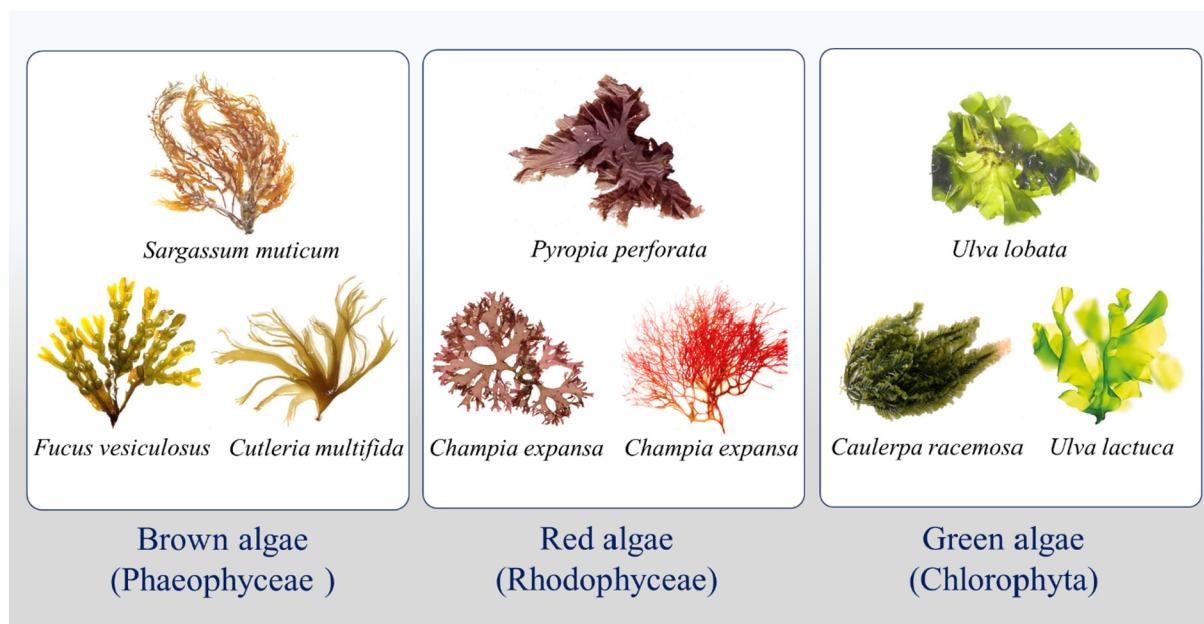 Sargassum muticum
Fucus vesiculosus
Cutleria multifida
Brown algae
(Phaeophyceae )
Pyropia perforata
Champia expansa
Champia expansa
Red algae
(Rhodophyceae)
Ulva lobata
Caulerpa racemosa
Ulva lactuca
Green algae
(Chlorophyta)